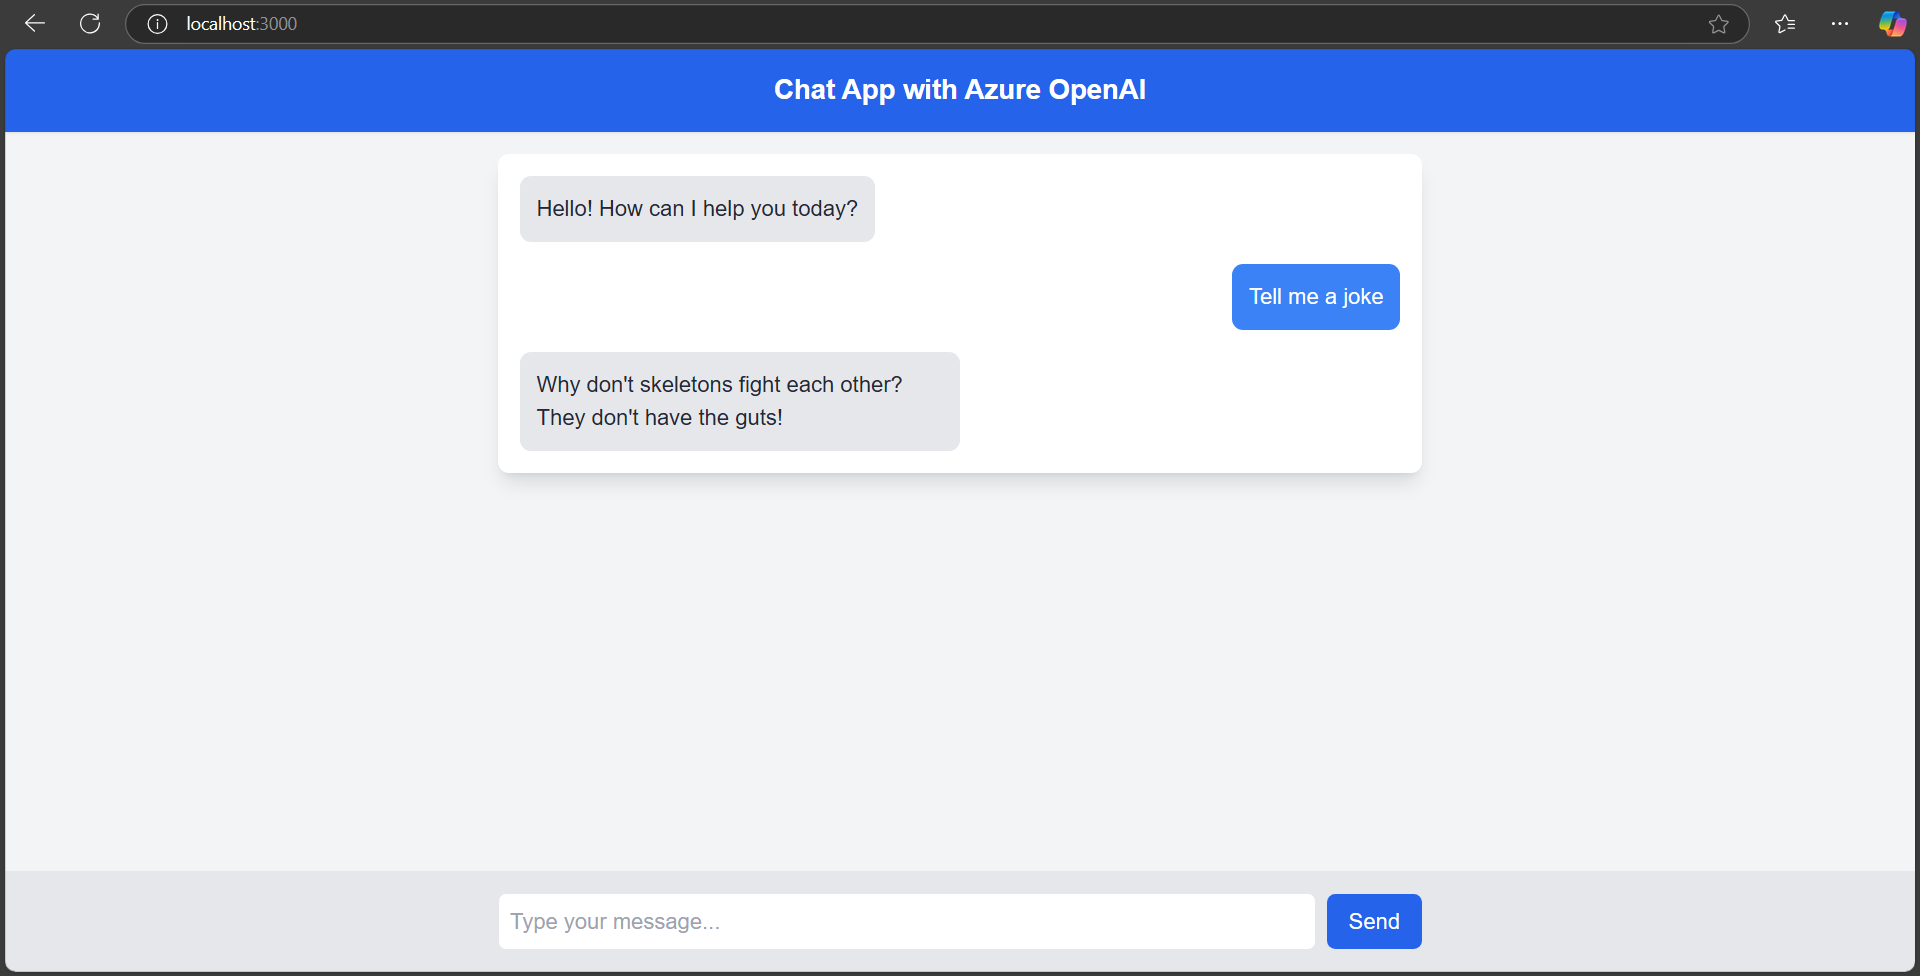 localhost:3000
Chat App with Azure OpenAI
Hello! How can I help you today?
Tell me a joke
Why don't skeletons fight each other?
They don't have the guts!
Type your message...
Send